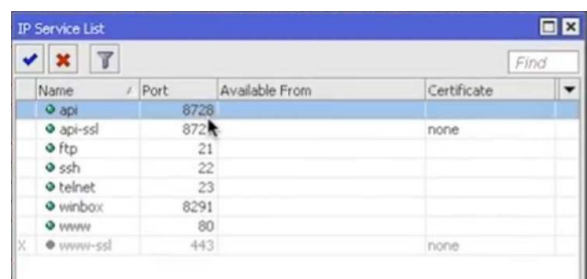 IP Service List
Find
Name Port Available From Certificate
api 8728
api-ssl 872 none
ftp 21
ssh 22
telnet 23
winbox 8291
www 80
X www-ssl 443 none